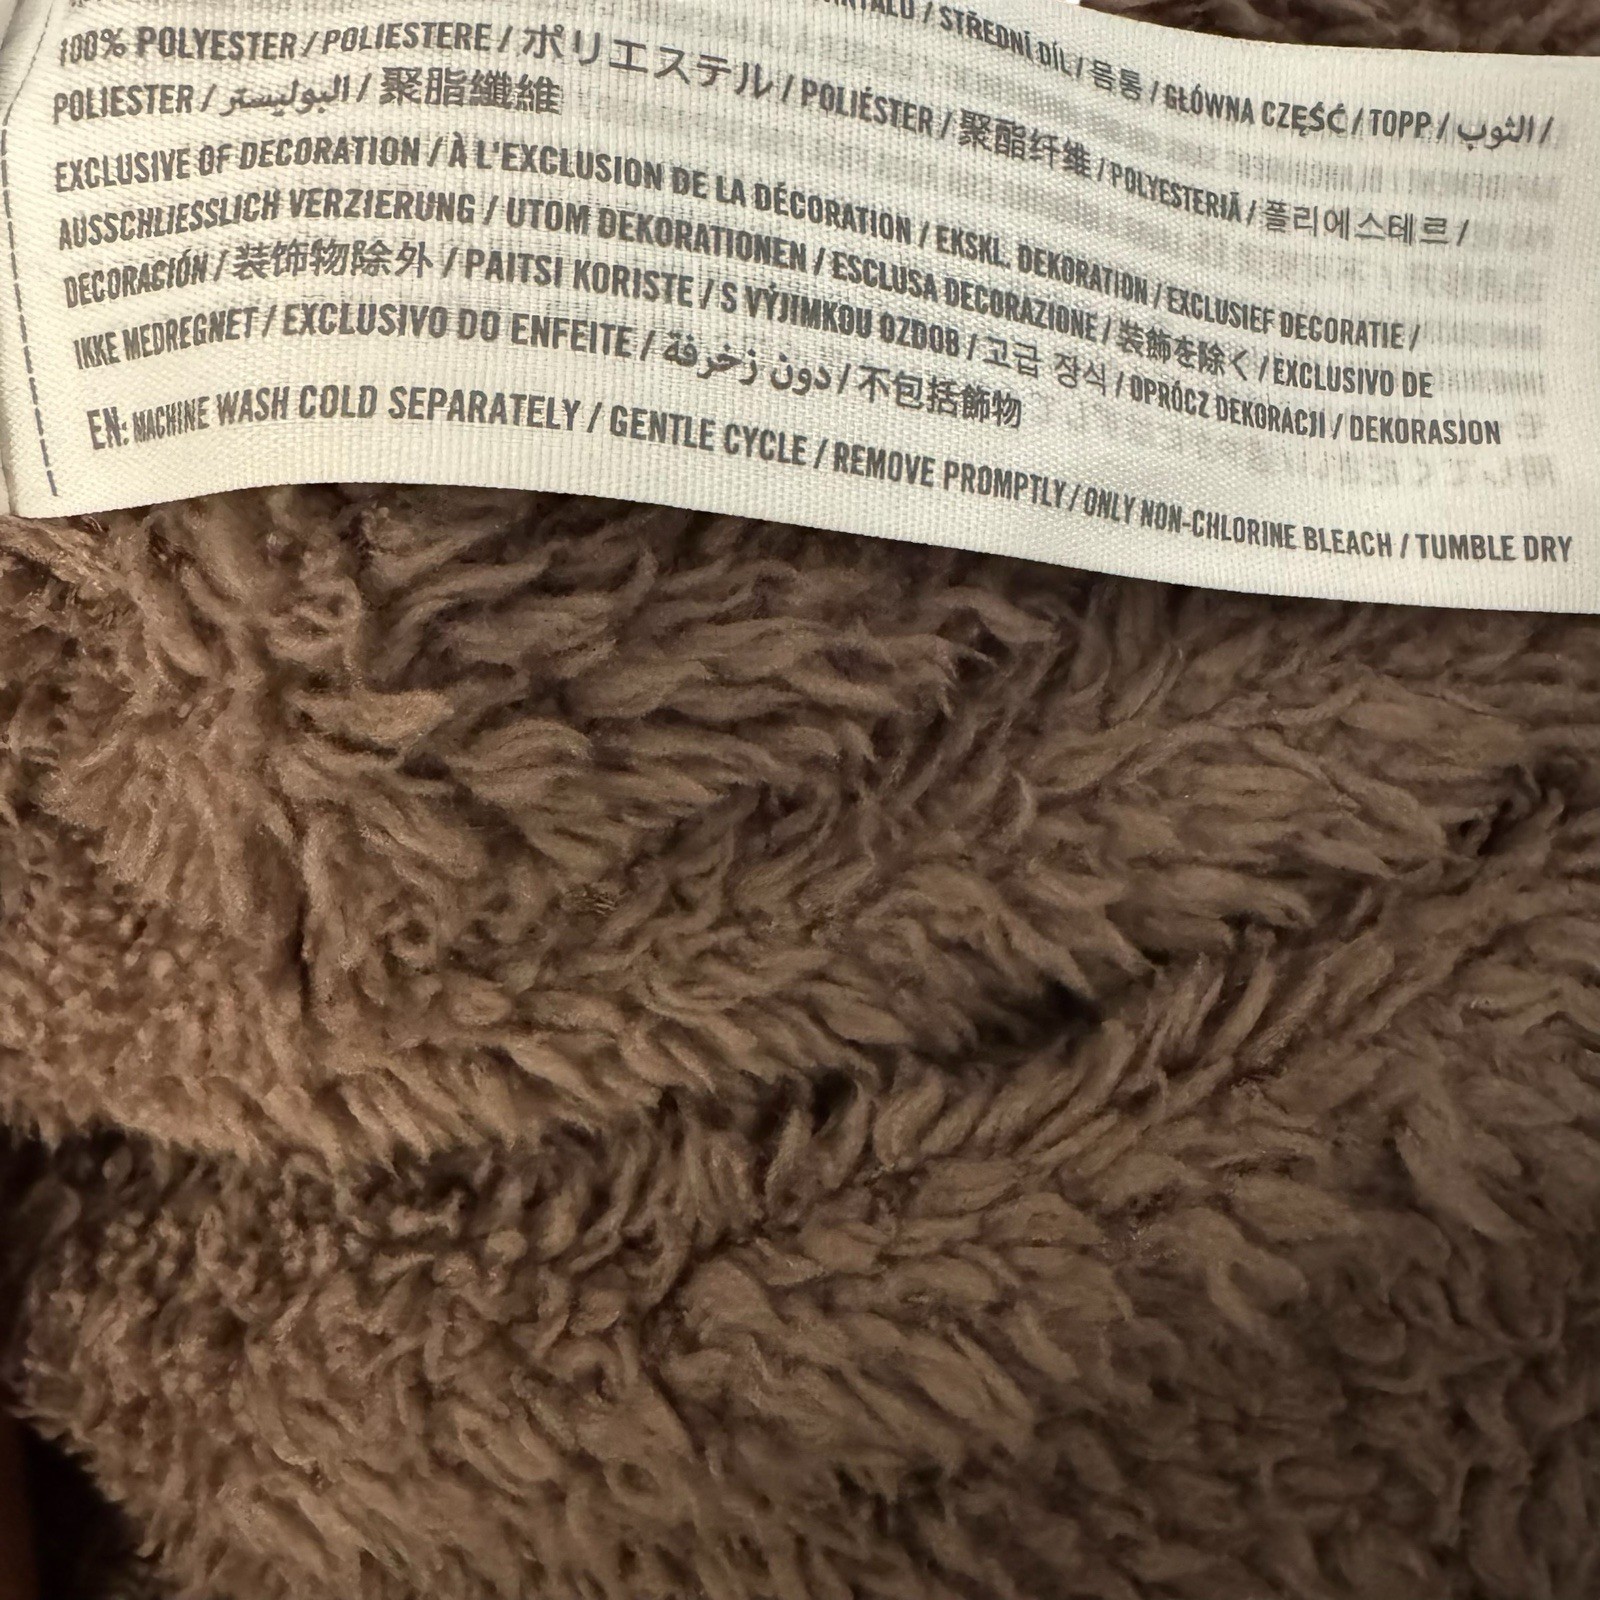 / STŘEDNÍ DÍL / 몸통 / GŁÓWNA CZĘŚĆ / TOPP / الثوب /
100% POLYESTER / POLIESTERE / ポリエステル / POLIÉSTER / 聚酯纤维 / POLYESTERIÄ / 폴리에스테르 /
POLIESTER / البوليستر / 聚脂纖維
EXCLUSIVE OF DECORATION / À L'EXCLUSION DE LA DÉCORATION / EKSKL. DEKORATION / EXCLUSIEF DECORATIE /
AUSSCHLIESSLICH VERZIERUNG / UTOM DEKORATIONEN / ESCLUSA DECORAZIONE / 装飾を除く / EXCLUSIVO DE
DECORACIÓN / 装饰物除外 / PAITSI KORISTE / S VÝJIMKOU OZDOB / 고급 장식 / OPRÓCZ DEKORACJI / DEKORASJON
IKKE MEDREGNET / EXCLUSIVO DO ENFEITE / دون زخرفة / 不包括飾物
EN: MACHINE WASH COLD SEPARATELY / GENTLE CYCLE / REMOVE PROMPTLY / ONLY NON-CHLORINE BLEACH / TUMBLE DRY